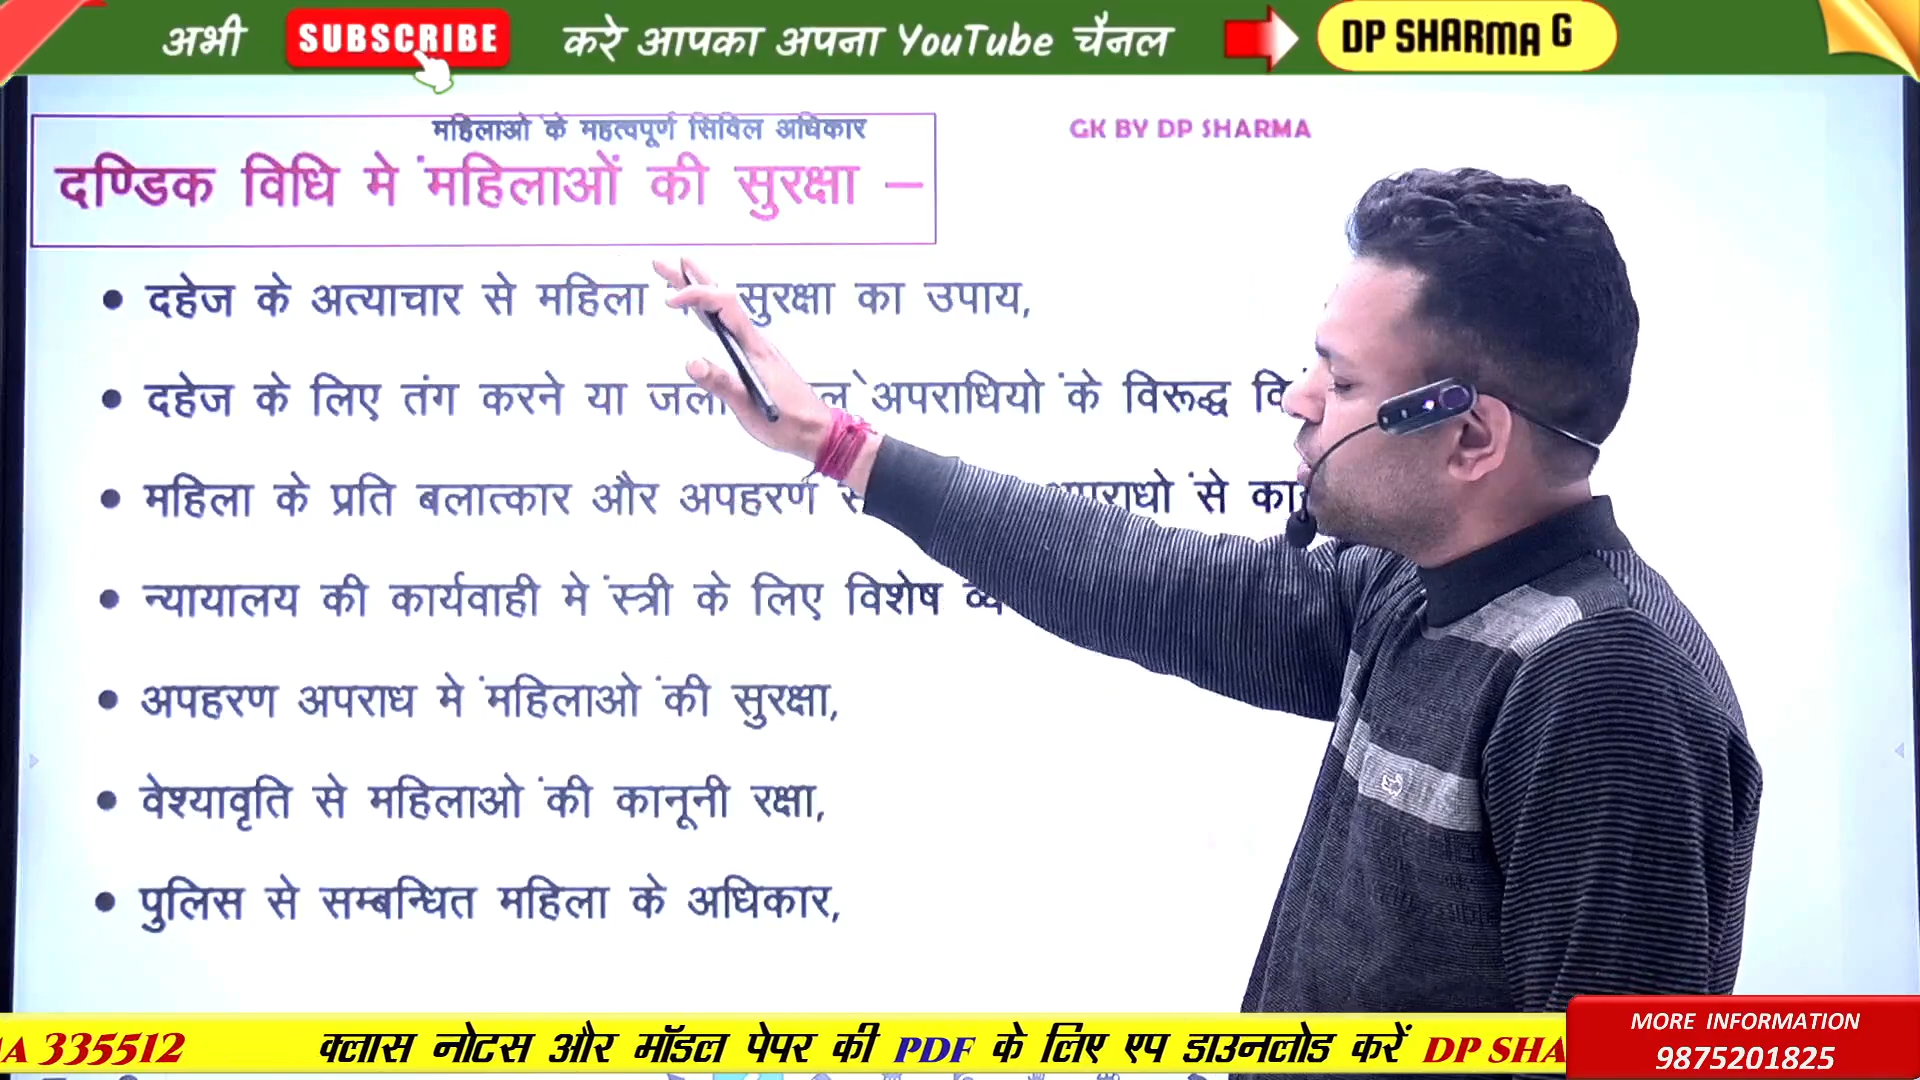 अभी SUBSCRIBE करे आपका अपना YouTube चैनल DP SHARMA G
महिलाओ के महत्वपूर्ण सिविल अधिकार
GK BY DP SHARMA
दण्डिक विधि में महिलाओं की सुरक्षा –
• दहेज के अत्याचार से महिला सुरक्षा का उपाय,
• दहेज के लिए तंग करने या अपराधियों के विरूद्ध
• महिला के प्रति बलात्कार और अपहरण से
• न्यायालय की कार्यवाही में स्त्री के लिए विशेष
• अपहरण अपराध में महिलाओं की सुरक्षा,
• वेश्यावृति से महिलाओं की कानूनी रक्षा,
• पुलिस से सम्बन्धित महिला के अधिकार,
335512 क्लास नोटस और मॉडल पेपर की PDF के लिए एप डाउनलोड करें DP SHA
MORE INFORMATION
9875201825